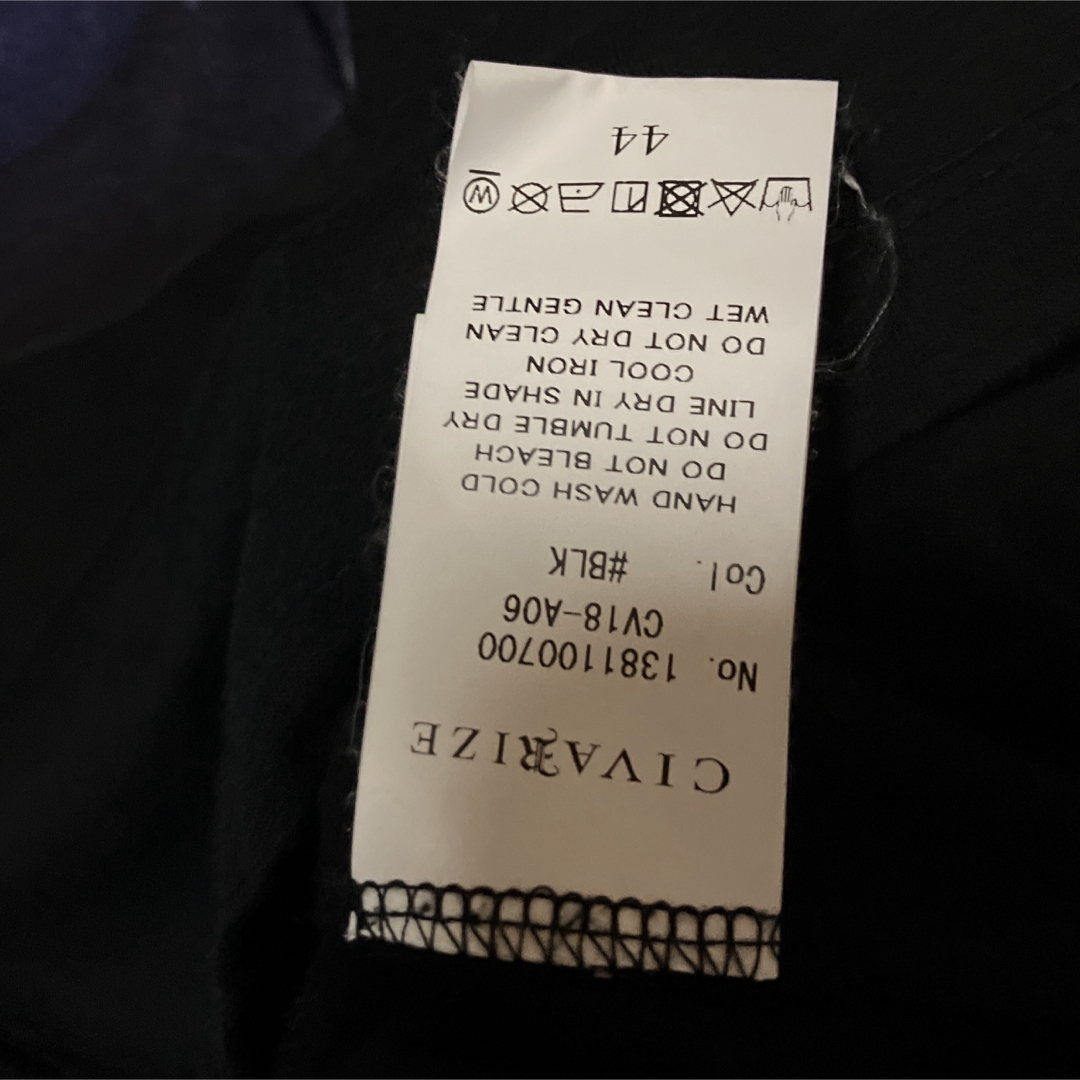 CIVARIZE
No. 1381100700
CV18-A06
Col. #BLK
HAND WASH COLD
DO NOT BLEACH
DO NOT TUMBLE DRY
LINE DRY IN SHADE
COOL IRON
DO NOT DRY CLEAN
WET CLEAN GENTLE
W
44